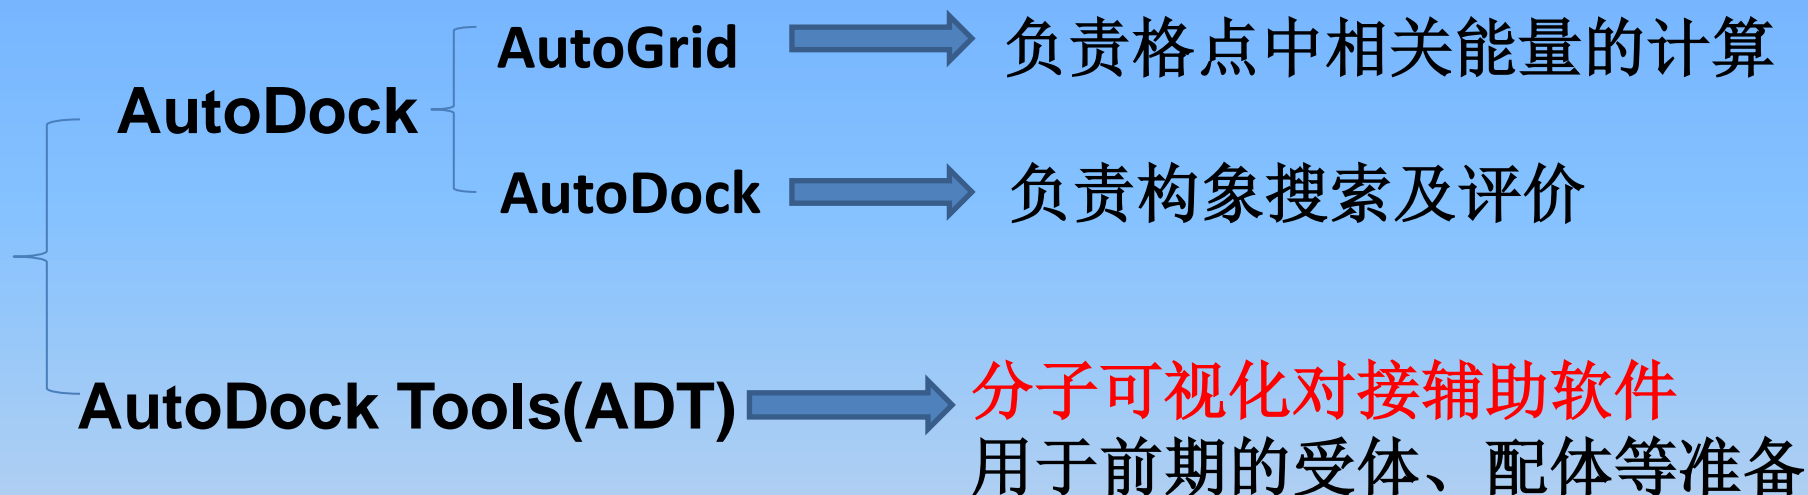 AutoGrid
负责格点中相关能量的计算
AutoDock
AutoDock
负责构象搜索及评价
AutoDock Tools(ADT)
分子可视化对接辅助软件
用于前期的受体、配体等准备